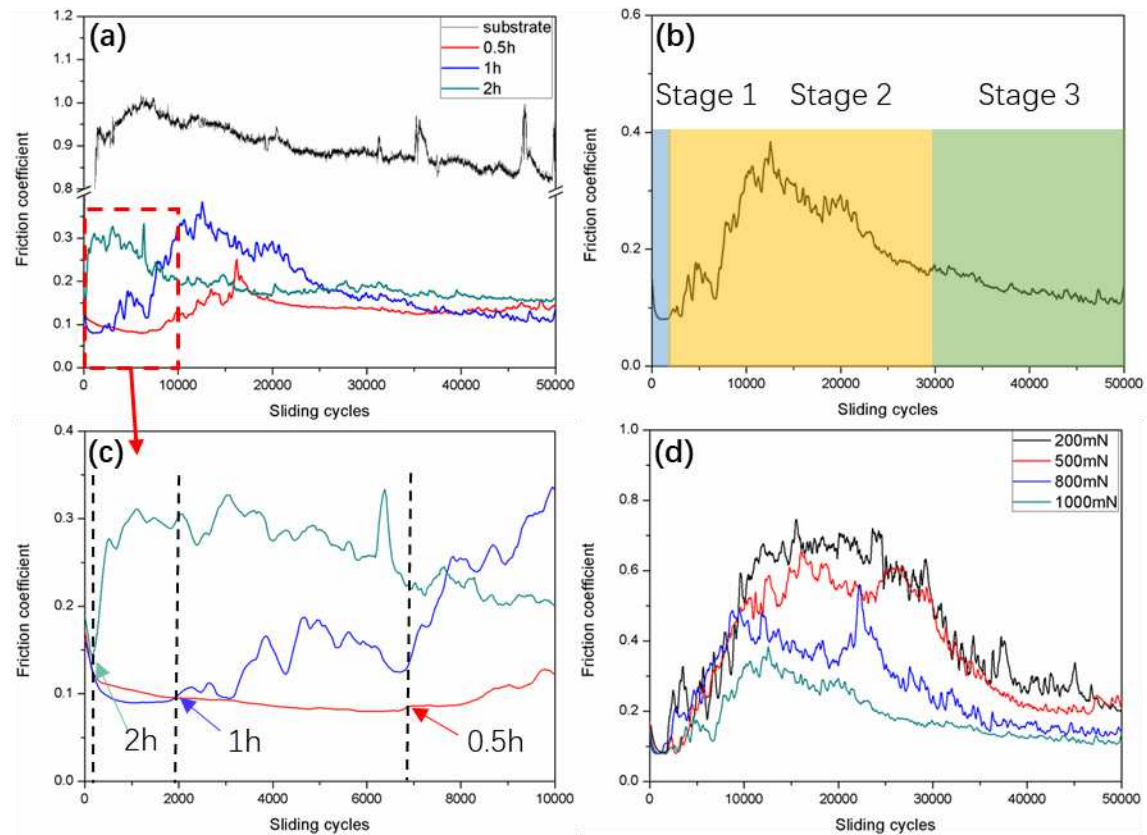 (a)
substrate
0.5h
1h
2h
1.2
1.1
1.0
0.9
0.8
0.3
0.2
0.1
0.0
Friction coefficient
0 10000 20000 30000 40000 50000
Sliding cycles
(b)
Stage 1 Stage 2 Stage 3
0.6
0.4
0.2
0.0
Friction coefficient
0 10000 20000 30000 40000 50000
Sliding cycles
(c)
0.4
0.3
0.2
0.1
0.0
Friction coefficient
2h
1h
0.5h
0 2000 4000 6000 8000 10000
Sliding cycles
(d)
200mN
500mN
800mN
1000mN
1.0
0.8
0.6
0.4
0.2
0.0
Friction coefficient
0 10000 20000 30000 40000 50000
Sliding cycles